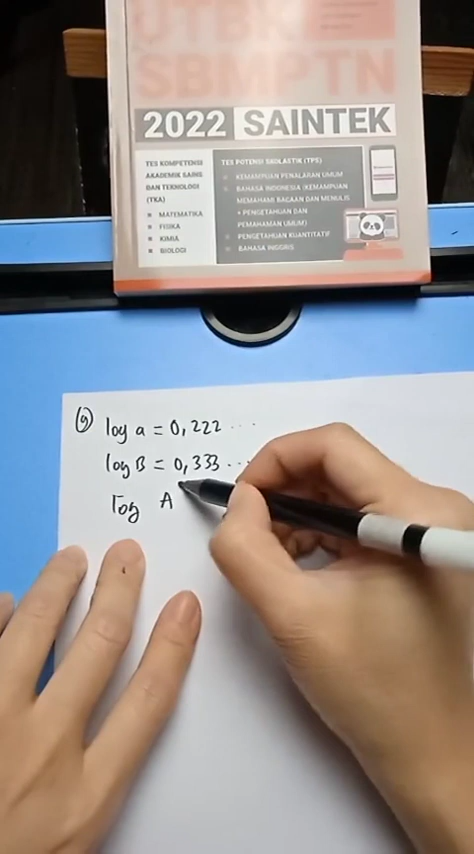 UTBK
SBMPTN
2022 SAINTEK
TES KOMPETENSI
AKADEMIK SAINS
DAN TEKNOLOGI
(TKA)
MATEMATIKA
FISIKA
KIMIA
BIOLOGI
TES POTENSI SKOLASTIK (TPS)
KEMAMPUAN PENALARAN UMUM
BAHASA INDONESIA (KEMAMPUAN
MEMAHAMI BACAAN DAN MENULIS
+ PENGETAHUAN DAN
PEMAHAMAN UMUM)
PENGETAHUAN KUANTITATIF
BAHASA INGGRIS
log a = 0,222 ...
log B = 0,333...
log A